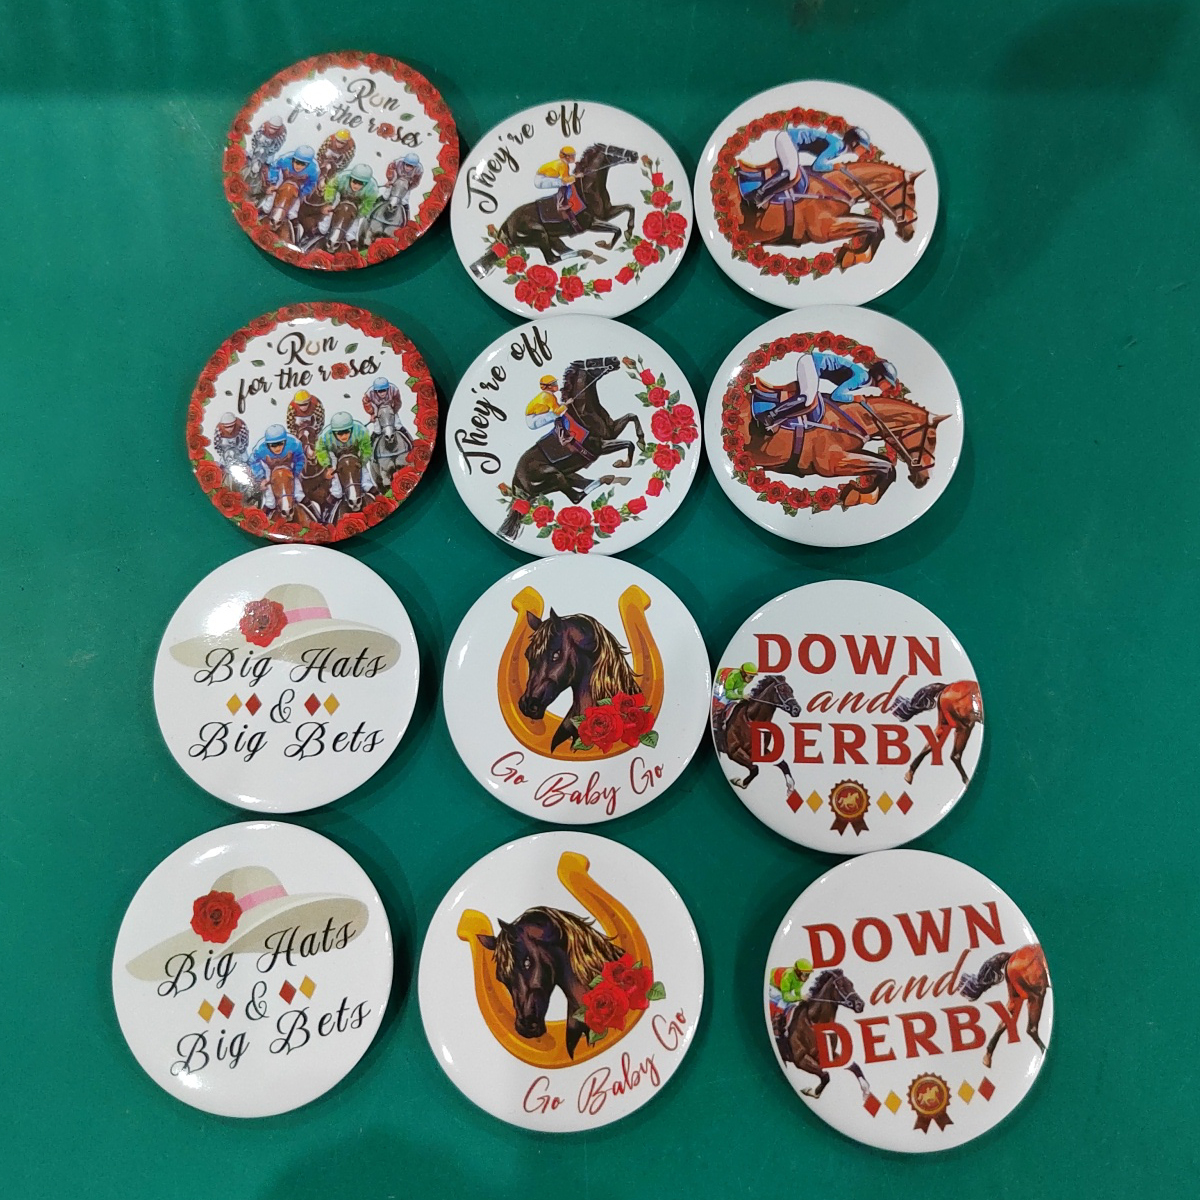 Run
for the roses
They're off
Run
for the roses
They're off
Big Hats
&
Big Bets
Go Baby Go
DOWN
and
DERBY
Big Hats
&
Big Bets
Go Baby Go
DOWN
and
DERBY